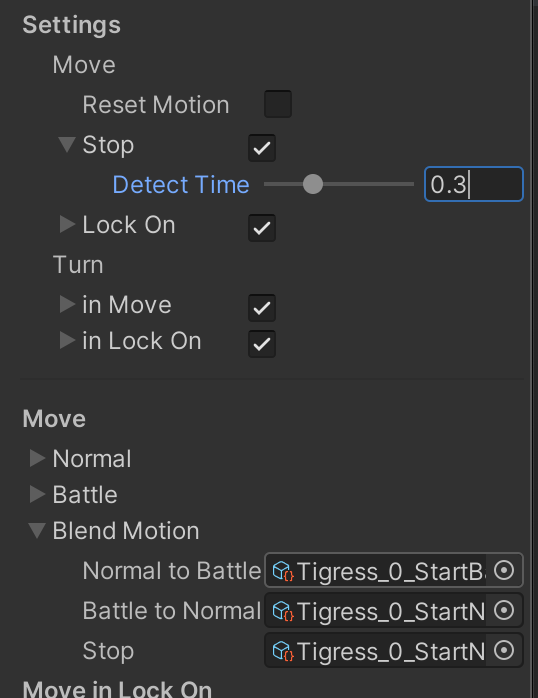 Settings
Move
Reset Motion
Stop
Detect Time 0.3
Lock On
Turn
in Move
in Lock On
Move
Normal
Battle
Blend Motion
Normal to Battle Tigress_0_StartBa
Battle to Normal Tigress_0_StartN
Stop Tigress_0_StartN
Move in Lock On